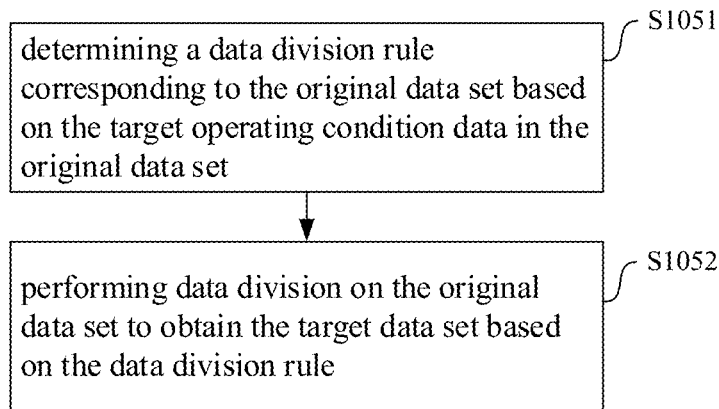 S1051
determining a data division rule
corresponding to the original data set based
on the target operating condition data in the
original data set
S1052
performing data division on the original
data set to obtain the target data set based
on the data division rule